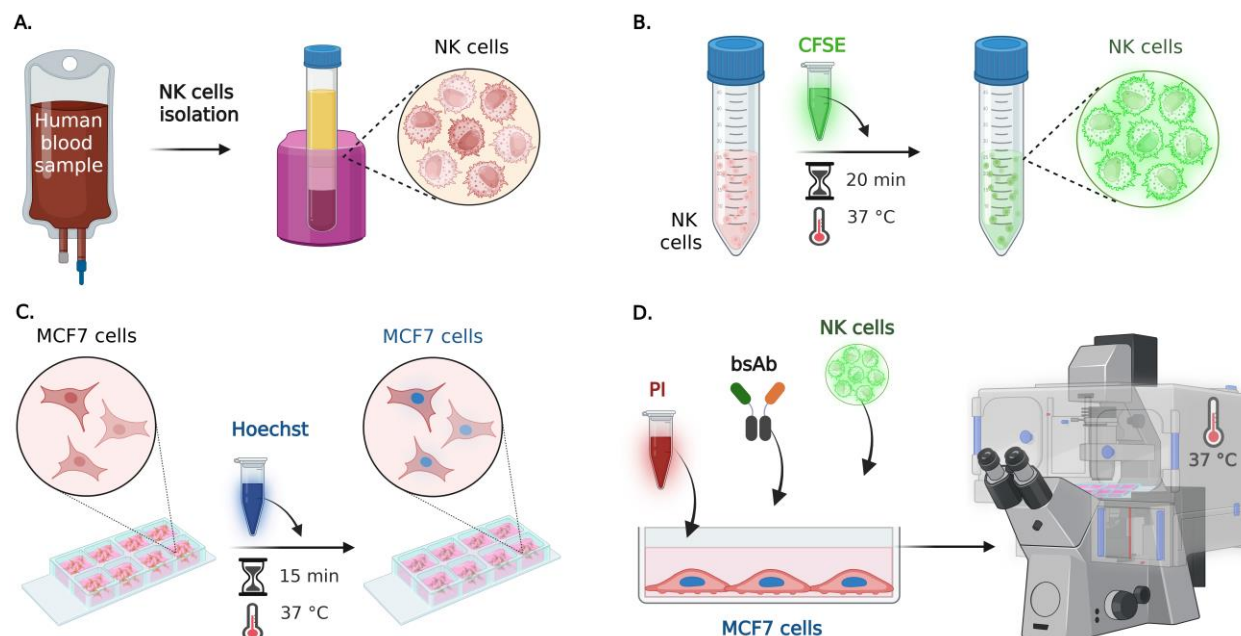 A.
Human
blood
sample
NK cells
isolation
NK cells
B.
CFSE
NK cells
20 min
37 °C
NK
cells
C.
MCF7 cells
MCF7 cells
Hoechst
15 min
37 °C
D.
NK cells
bsAb
PI
37 °C
MCF7 cells